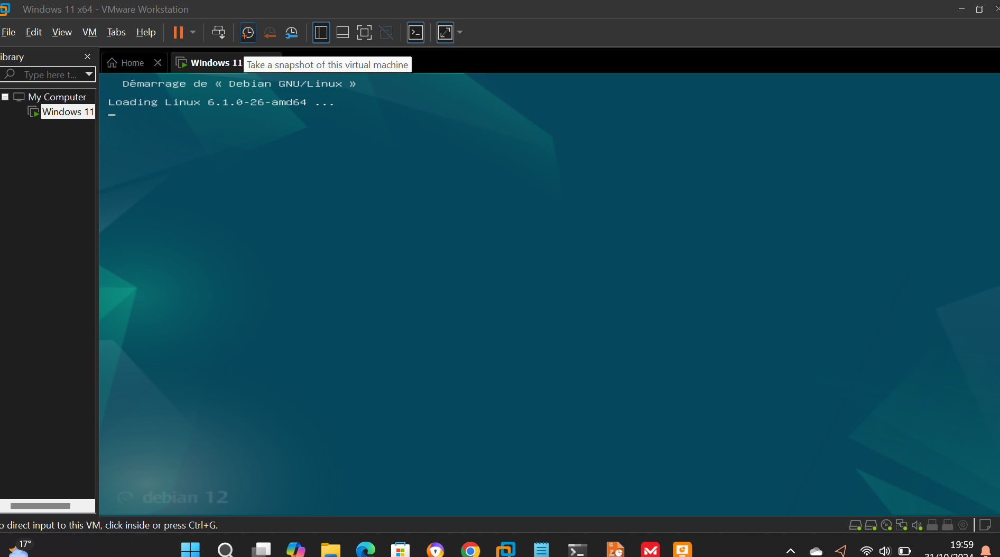 Windows 11 x64 - VMware Workstation
File Edit View VM Tabs Help
ibrary
Home
Windows 11
Take a snapshot of this virtual machine
Type here t...
My Computer
Windows 11
Démarrage de « Debian GNU/Linux »
Loading Linux 6.1.0-26-amd64 ...
debian 12
o direct input to this VM, click inside or press Ctrl+G.
17°
19:59
31/10/2024